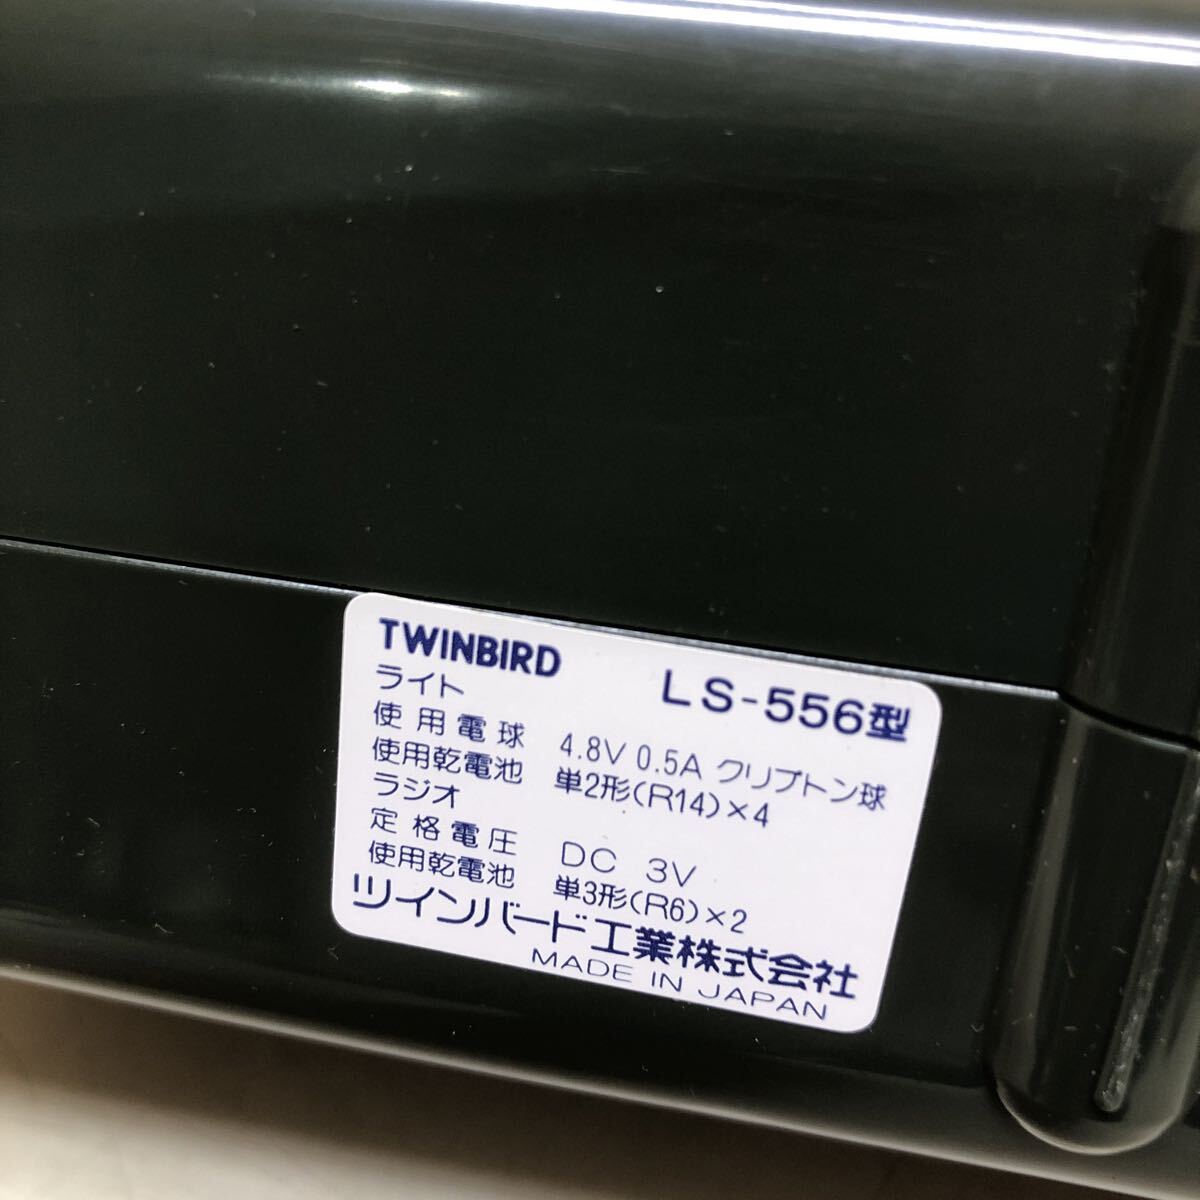 TWINBIRD LS-556型
ライト
使用電球 4.8V 0.5A クリプトン球
使用乾電池 単2形(R14)×4
ラジオ
定格電圧 DC 3V
使用乾電池 単3形(R6)×2
ツインバード工業株式会社
MADE IN JAPAN